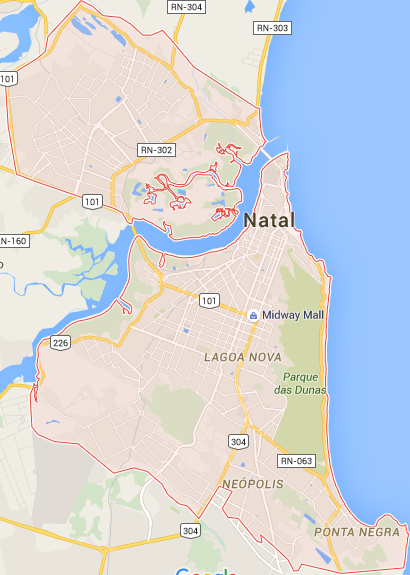 RN-304
RN-303
101
RN-302
101
Natal
N-160
101
Midway Mall
226
LAGOA NOVA
Parque
das Dunas
304
RN-063
NEÓPOLIS
304
PONTA NEGRA
Google